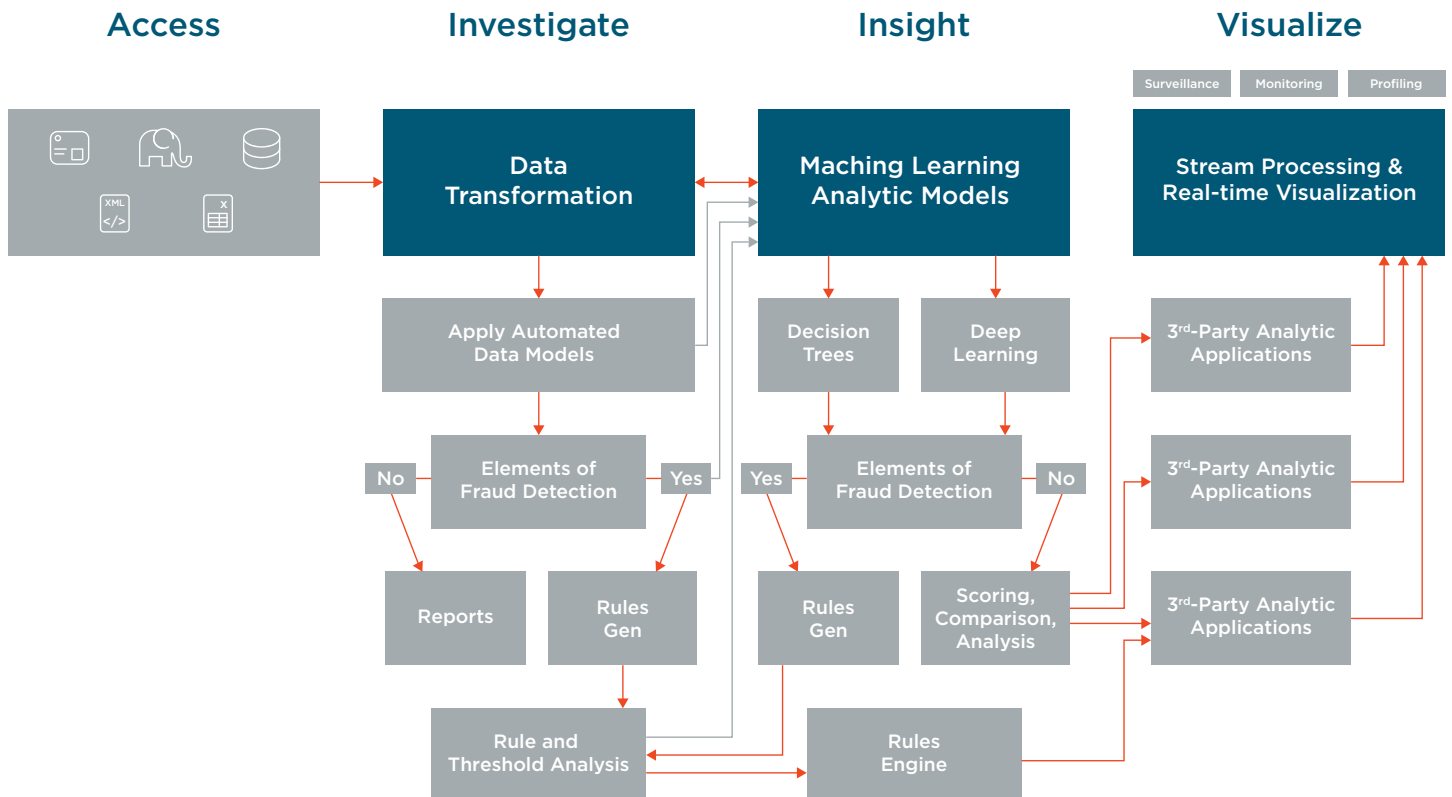 Access
Investigate
Insight
Visualize
Surveillance
Monitoring
Profiling
XML
</>
X
Data
Transformation
Maching Learning
Analytic Models
Stream Processing &
Real-time Visualization
Apply Automated
Data Models
Decision
Trees
Deep
Learning
3rd-Party Analytic
Applications
No
Elements of
Fraud Detection
Yes
Yes
Elements of
Fraud Detection
No
3rd-Party Analytic
Applications
Reports
Rules
Gen
Rules
Gen
Scoring,
Comparison,
Analysis
3rd-Party Analytic
Applications
Rule and
Threshold Analysis
Rules
Engine